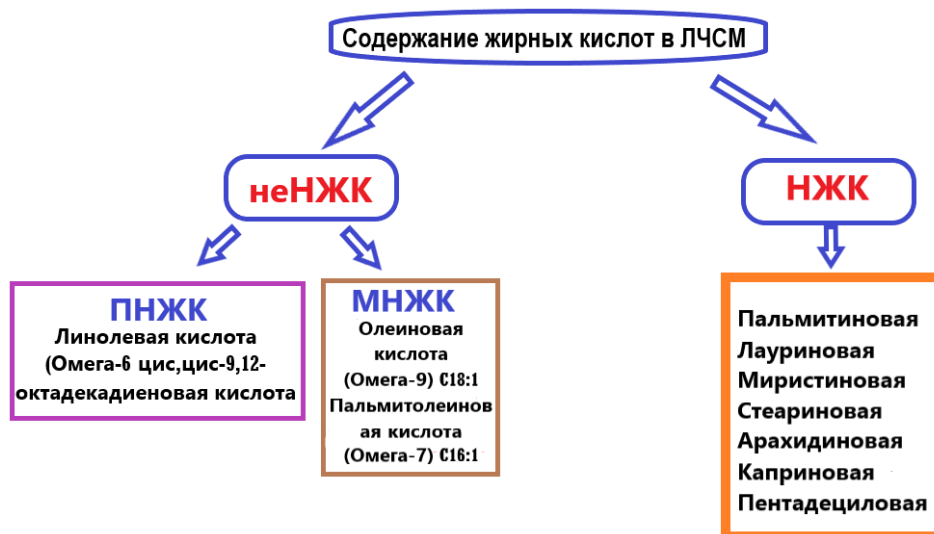 Содержание жирных кислот в ЛЧСМ
неНЖК
НЖК
ПНЖК
Линолевая кислота
(Омега-6 цис,цис-9,12-
октадекадиеновая кислота
МНЖК
Олеиновая
кислота
(Омега-9) C18:1
Пальмитолеинов
ая кислота
(Омега-7) C16:1
Пальмитиновая
Лауриновая
Миристиновая
Стеариновая
Арахидиновая
Каприновая
Пентадециловая